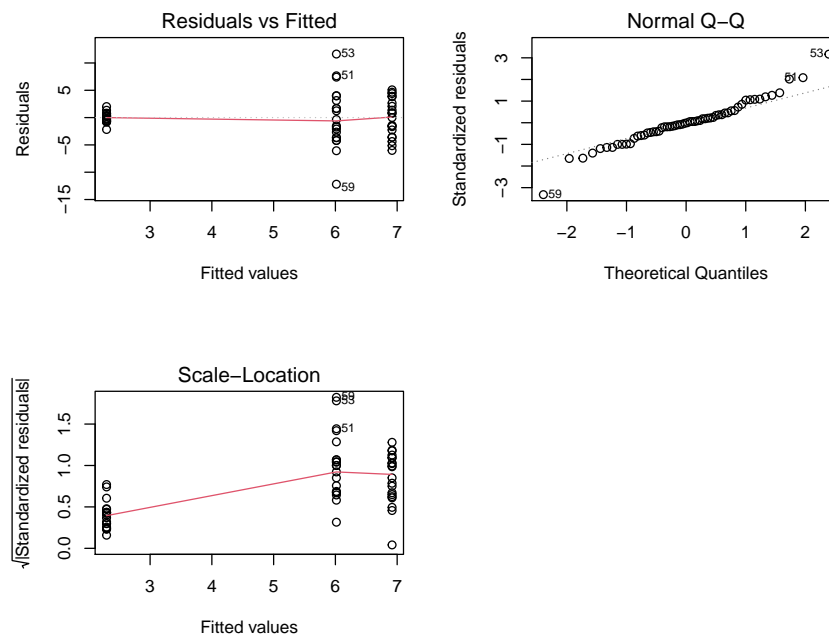 Residuals vs Fitted
Residuals
5
−5
−15
53
51
59
3 4 5 6 7
Fitted values
Normal Q−Q
Standardized residuals
3
1
−1
−3
53
51
59
−2 −1 0 1 2
Theoretical Quantiles
Scale−Location
√|Standardized residuals|
1.5
1.0
0.5
0.0
59
53
51
3 4 5 6 7
Fitted values